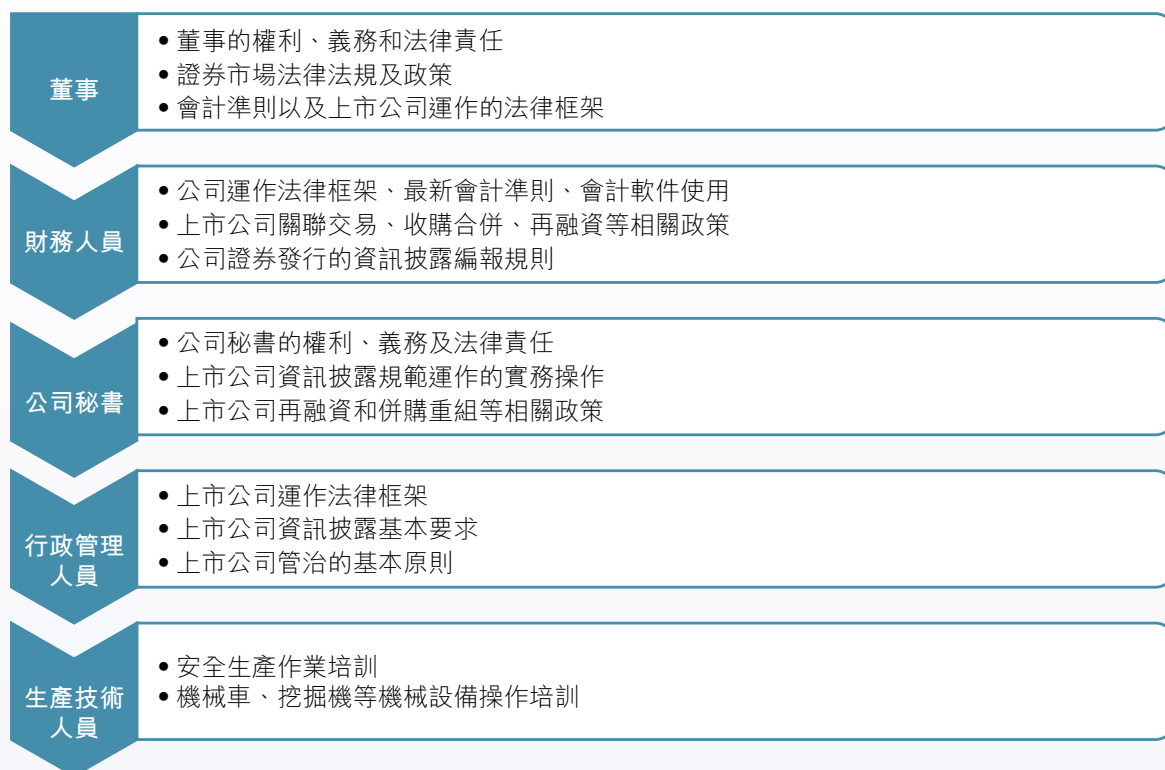 董事
• 董事的權利、義務和法律責任
• 證券市場法律法規及政策
• 會計準則以及上市公司運作的法律框架
財務人員
• 公司運作法律框架、最新會計準則、會計軟件使用
• 上市公司關聯交易、收購合併、再融資等相關政策
• 公司證券發行的資訊披露編報規則
公司秘書
• 公司秘書的權利、義務及法律責任
• 上市公司資訊披露規範運作的實務操作
• 上市公司再融資和併購重組等相關政策
行政管理
人員
• 上市公司運作法律框架
• 上市公司資訊披露基本要求
• 上市公司管治的基本原則
生產技術
人員
• 安全生產作業培訓
• 機械車、挖掘機等機械設備操作培訓